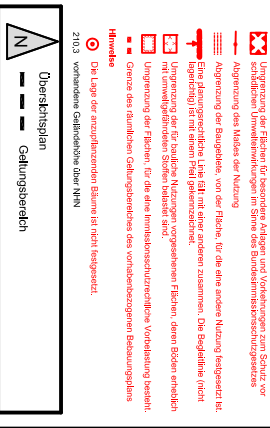 Umgrenzung der Flächen für besondere Anlagen und Vorkehrungen zum Schutz vor
schädlichen Umwelteinwirkungen im Sinne des Bundesimmissionsschutzgesetzes
Abgrenzung des Maßes der Nutzung
Abgrenzung der Baugebiete, von der Fläche, für die eine andere Nutzung festgesetzt ist.
Eine planungsrechtliche Linie fällt mit einer anderen zusammen. Die Begleitlinie (nicht
lagerichtig) ist mit einem Pfeil gekennzeichnet.
Umgrenzung der für bauliche Nutzungen vorgesehenen Flächen, deren Böden erheblich
mit umweltgefährdeten Stoffen belastet sind.
Umgrenzung der Flächen, für die eine Immissionsschutzrechtliche Vorbelastung besteht.
Grenze des räumlichen Geltungsbereiches des vorhabenbezogenen Bebauungsplans
Hinweise
Die Lage der anzupflanzenden Bäume ist nicht festgesetzt.
210,3 vorhandene Geländehöhe über NHN
Übersichtsplan
Geltungsbereich
N